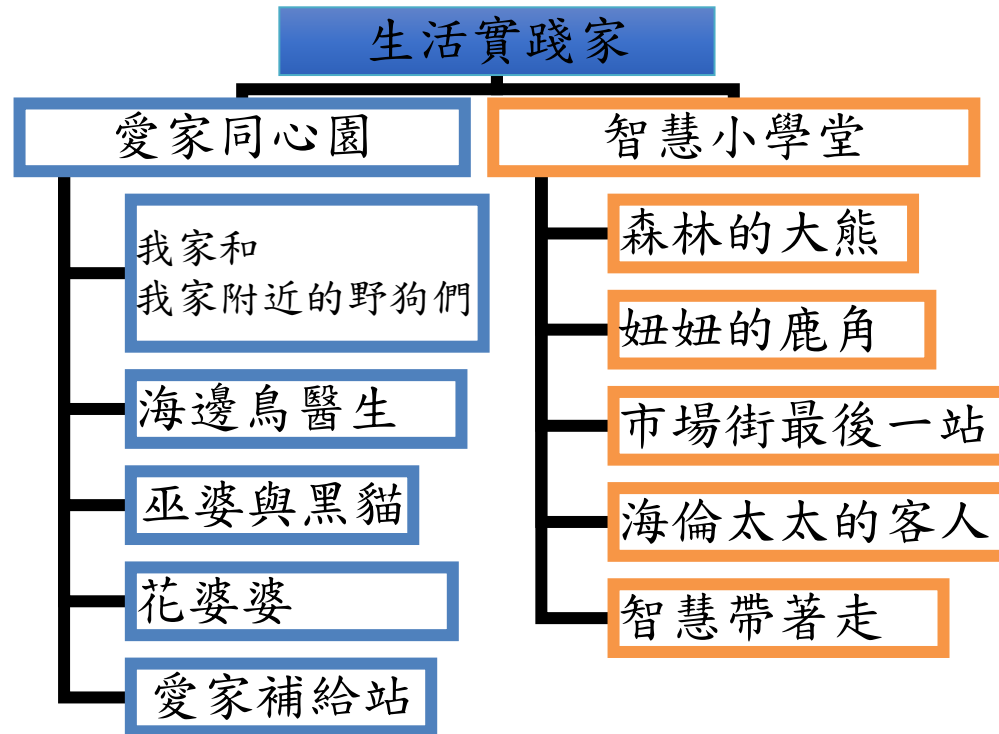 生活實踐家
愛家同心園
我家和
我家附近的野狗們
海邊鳥醫生
巫婆與黑貓
花婆婆
愛家補給站
智慧小學堂
森林的大熊
妞妞的鹿角
市場街最後一站
海倫太太的客人
智慧帶著走